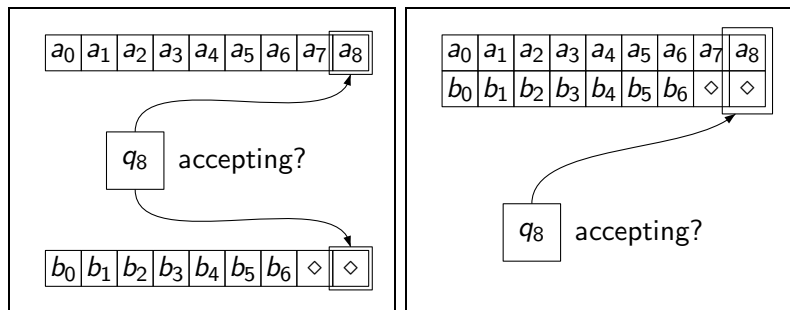 a₀ a₁ a₂ a₃ a₄ a₅ a₆ a₇ a₈
q₈ accepting?
b₀ b₁ b₂ b₃ b₄ b₅ b₆ ⋄ ⋄
a₀ a₁ a₂ a₃ a₄ a₅ a₆ a₇ a₈
b₀ b₁ b₂ b₃ b₄ b₅ b₆ ⋄ ⋄
q₈ accepting?